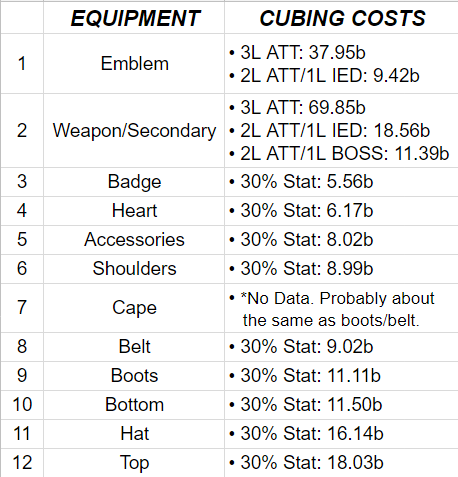 EQUIPMENT CUBING COSTS
1 Emblem • 3L ATT: 37.95b
• 2L ATT/1L IED: 9.42b
2 Weapon/Secondary • 3L ATT: 69.85b
• 2L ATT/1L IED: 18.56b
• 2L ATT/1L BOSS: 11.39b
3 Badge • 30% Stat: 5.56b
4 Heart • 30% Stat: 6.17b
5 Accessories • 30% Stat: 8.02b
6 Shoulders • 30% Stat: 8.99b
7 Cape • *No Data. Probably about
the same as boots/belt.
8 Belt • 30% Stat: 9.02b
9 Boots • 30% Stat: 11.11b
10 Bottom • 30% Stat: 11.50b
11 Hat • 30% Stat: 16.14b
12 Top • 30% Stat: 18.03b